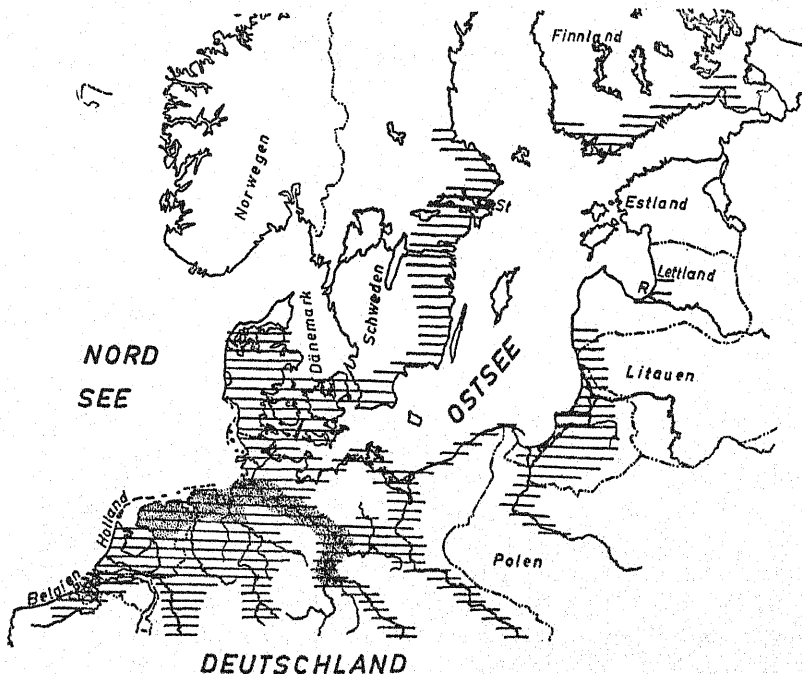 Finnland
57
Norwegen
St
Estland
Lettland
R
Schweden
Dänemark
NORD
SEE
OSTSEE
Litauen
Holland
Polen
Belgien
DEUTSCHLAND